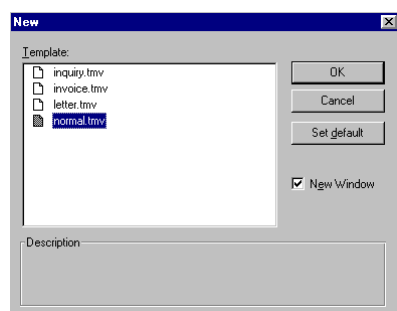 New
Template:
inquiry.tmv
invoice.tmv
letter.tmv
normal.tmv
OK
Cancel
Set default
New Window
Description